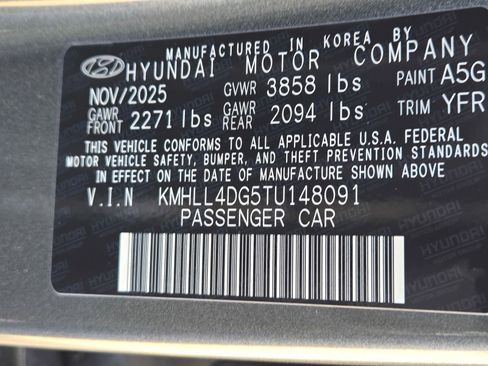 MANUFACTURED IN KOREA BY
HYUNDAI MOTOR COMPANY
NOV/2025 GVWR 3858 lbs PAINT A5G
GAWR FRONT 2271 lbs GAWR REAR 2094 lbs TRIM YFR
THIS VEHICLE CONFORMS TO ALL APPLICABLE U.S.A. FEDERAL
MOTOR VEHICLE SAFETY, BUMPER, AND THEFT PREVENTION STANDARDS
IN EFFECT ON THE DATE OF MANUFACTURE SHOWN ABOVE
V.I.N KMHLL4DG5TU148091
PASSENGER CAR